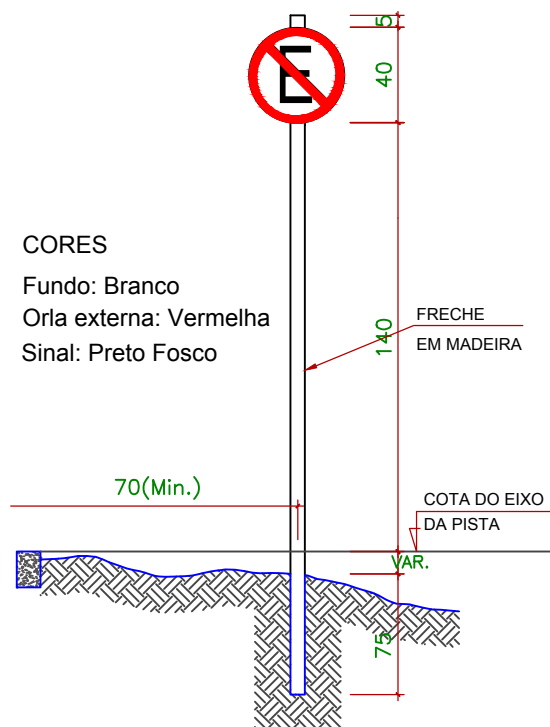 5
40
E
CORES
Fundo: Branco
Orla externa: Vermelha
Sinal: Preto Fosco
140
FRECHE
EM MADEIRA
70(Min.)
COTA DO EIXO
DA PISTA
VAR.
75